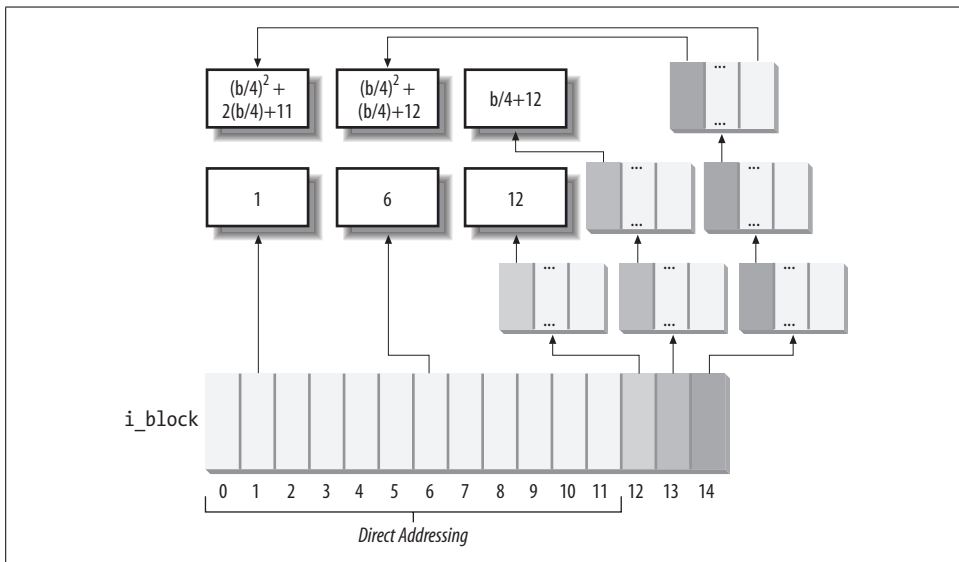 ...
(b/4)² +
2(b/4)+11
(b/4)² +
(b/4)+12
b/4+12
...
...
...
1
6
12
...
...
...
...
...
...
...
...
i_block
0 1 2 3 4 5 6 7 8 9 10 11 12 13 14
Direct Addressing